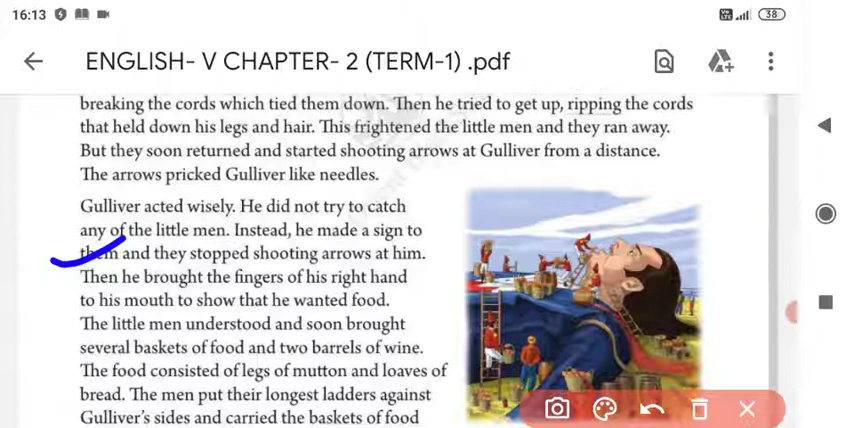 16:13
38
ENGLISH- V CHAPTER- 2 (TERM-1) .pdf
breaking the cords which tied them down. Then he tried to get up, ripping the cords
that held down his legs and hair. This frightened the little men and they ran away.
But they soon returned and started shooting arrows at Gulliver from a distance.
The arrows pricked Gulliver like needles.
Gulliver acted wisely. He did not try to catch
any of the little men. Instead, he made a sign to
them and they stopped shooting arrows at him.
Then he brought the fingers of his right hand
to his mouth to show that he wanted food.
The little men understood and soon brought
several baskets of food and two barrels of wine.
The food consisted of legs of mutton and loaves of
bread. The men put their longest ladders against
Gulliver's sides and carried the baskets of food